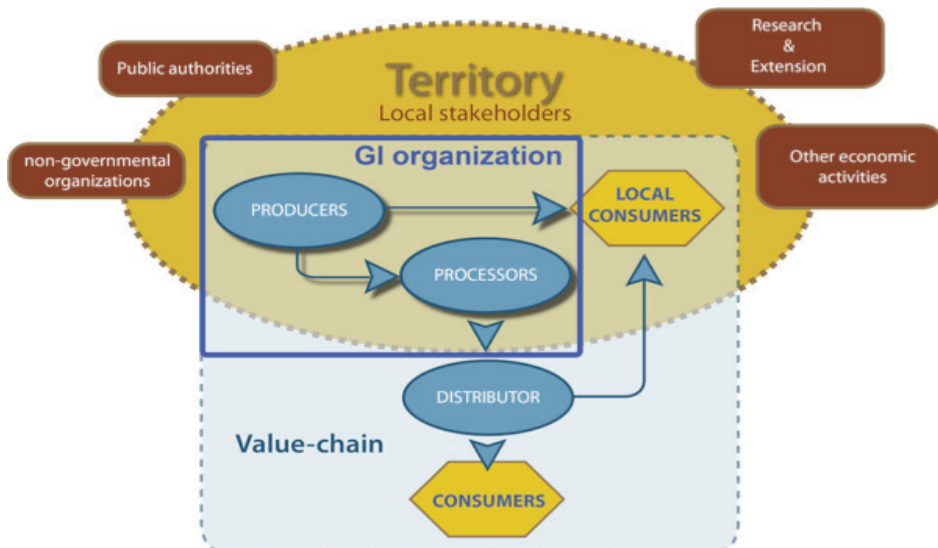 Research
&
Extension
Public authorities
Territory
Local stakeholders
non-governmental
organizations
GI organization
Other economic
activities
PRODUCERS
LOCAL
CONSUMERS
PROCESSORS
DISTRIBUTOR
Value-chain
CONSUMERS